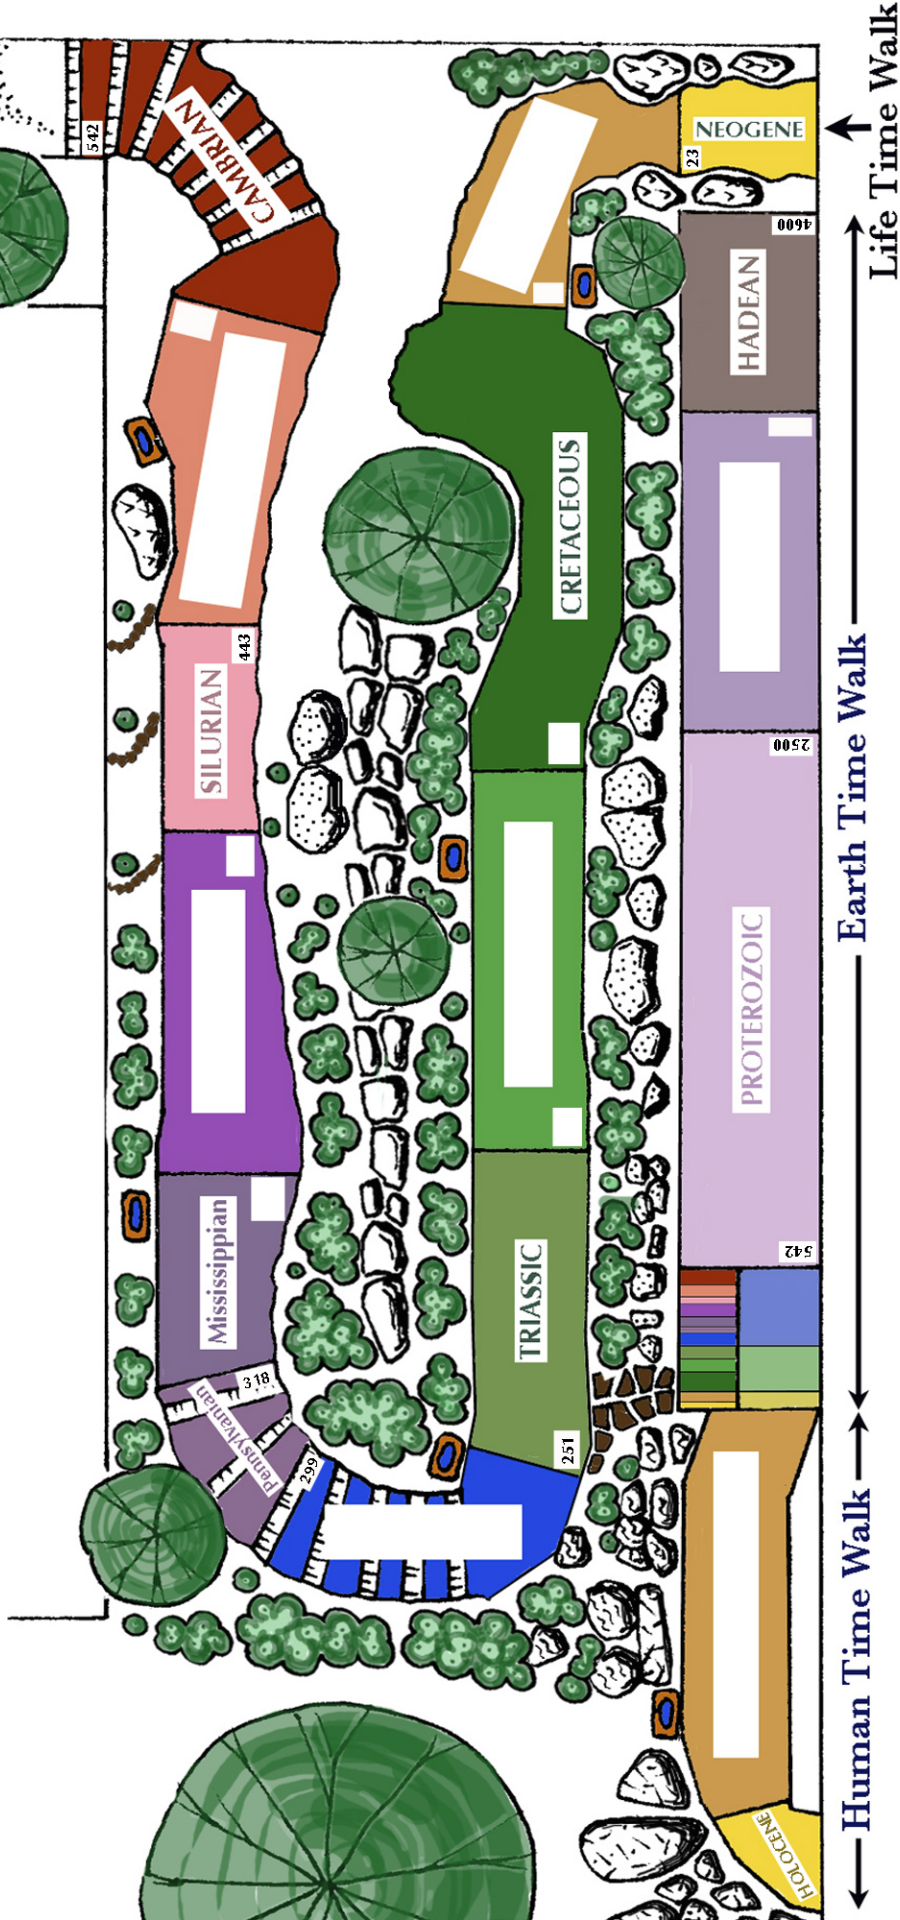 542
CAMBRIAN
NEOGENE
23
Life Time Walk
4600
HADEAN
CRETACEOUS
443
SILURIAN
2500
Earth Time Walk
PROTEROZOIC
542
Mississippian
318
Pennsylvanian
299
TRIASSIC
251
Human Time Walk
HOLOCENE